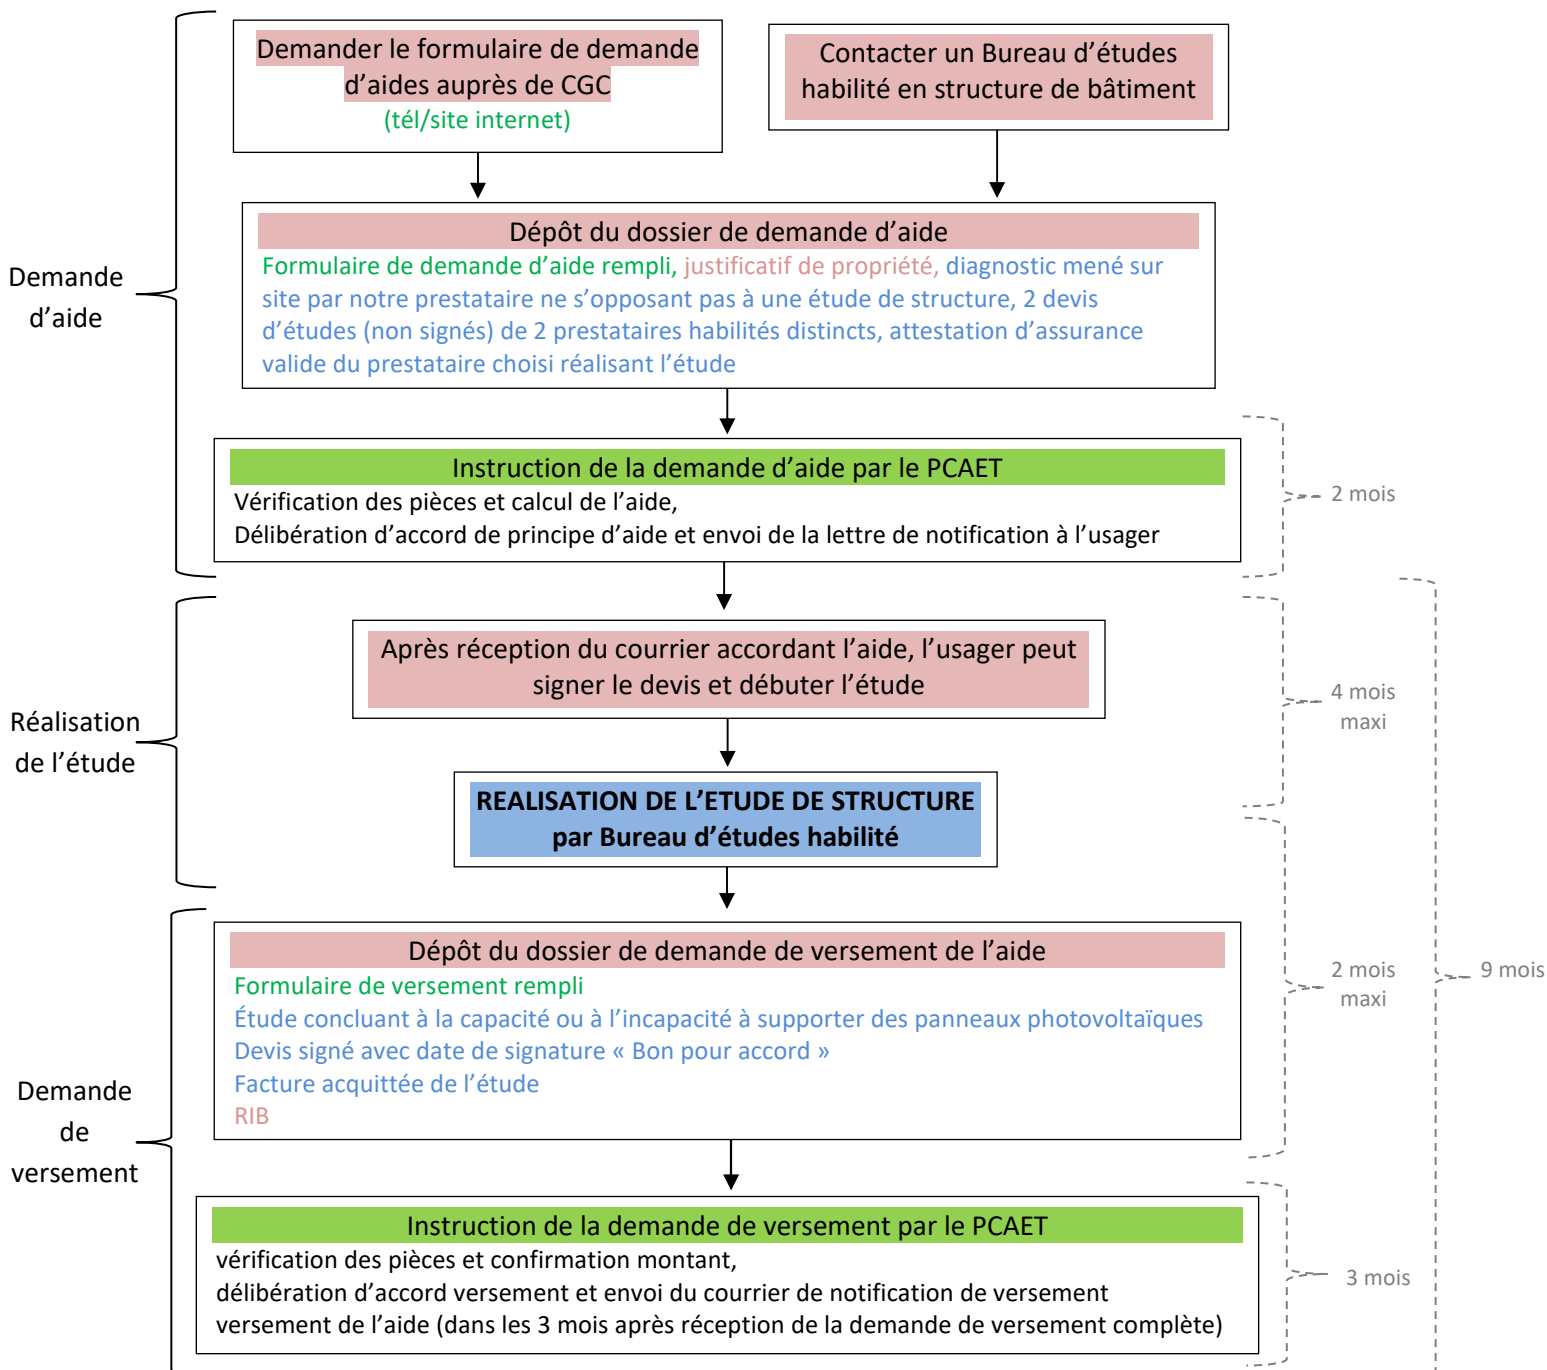 Demander le formulaire de demande
d’aides auprès de CGC
(tél/site internet)
Contacter un Bureau d’études
habilité en structure de bâtiment
Demande
d’aide
Dépôt du dossier de demande d’aide
Formulaire de demande d’aide rempli, justificatif de propriété, diagnostic mené sur
site par notre prestataire ne s’opposant pas à une étude de structure, 2 devis
d’études (non signés) de 2 prestataires habilités distincts, attestation d’assurance
valide du prestataire choisi réalisant l’étude
Instruction de la demande d’aide par le PCAET
Vérification des pièces et calcul de l’aide,
Délibération d’accord de principe d’aide et envoi de la lettre de notification à l’usager
2 mois
Réalisation
de l’étude
Après réception du courrier accordant l’aide, l’usager peut
signer le devis et débuter l’étude
4 mois
maxi
REALISATION DE L’ETUDE DE STRUCTURE
par Bureau d’études habilité
Demande
de
versement
Dépôt du dossier de demande de versement de l’aide
Formulaire de versement rempli
Étude concluant à la capacité ou à l’incapacité à supporter des panneaux photovoltaïques
Devis signé avec date de signature « Bon pour accord »
Facture acquittée de l’étude
RIB
2 mois
maxi
9 mois
Instruction de la demande de versement par le PCAET
vérification des pièces et confirmation montant,
délibération d’accord versement et envoi du courrier de notification de versement
versement de l’aide (dans les 3 mois après réception de la demande de versement complète)
3 mois